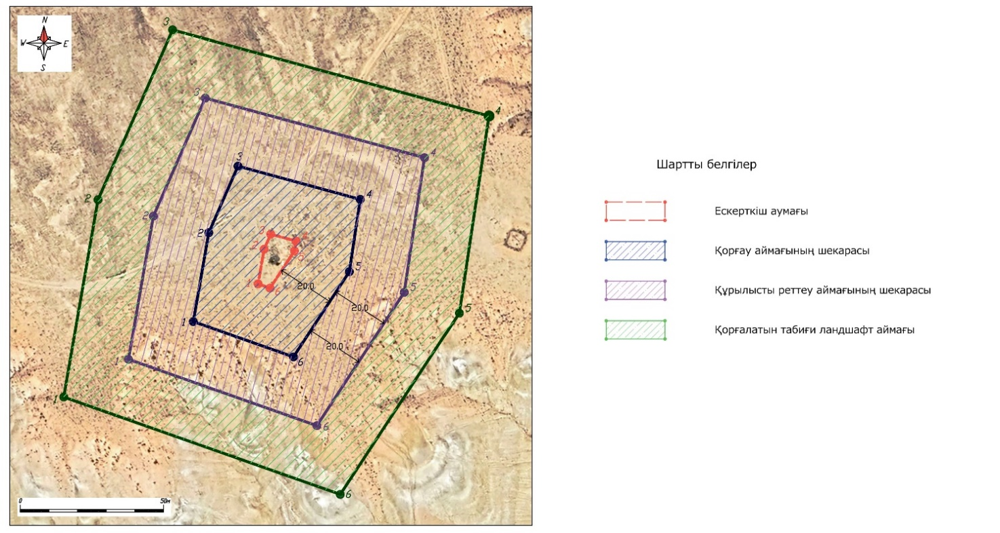 N
W E
S
3
4
3
4
2
2
3
4
2
3
2
5
5
1
6
20.0
5
20.0
5
1
20.0
6
1
1
6
6
0 50м
Шартты белгілер
Ескерткіш аумағы
Қорғау аймағының шекарасы
Құрылысты реттеу аймағының шекарасы
Қорғалатын табиғи ландшафт аймағы